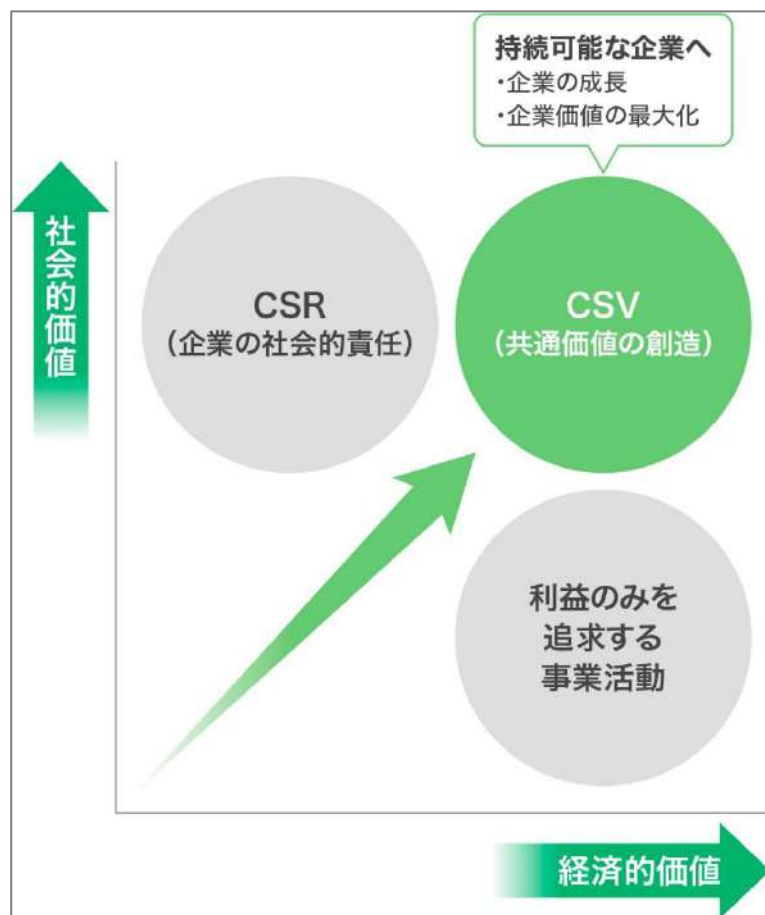 持続可能な企業へ
・企業の成長
・企業価値の最大化
社会的価値
CSR
（企業の社会的責任）
CSV
（共通価値の創造）
利益のみを
追求する
事業活動
経済的価値